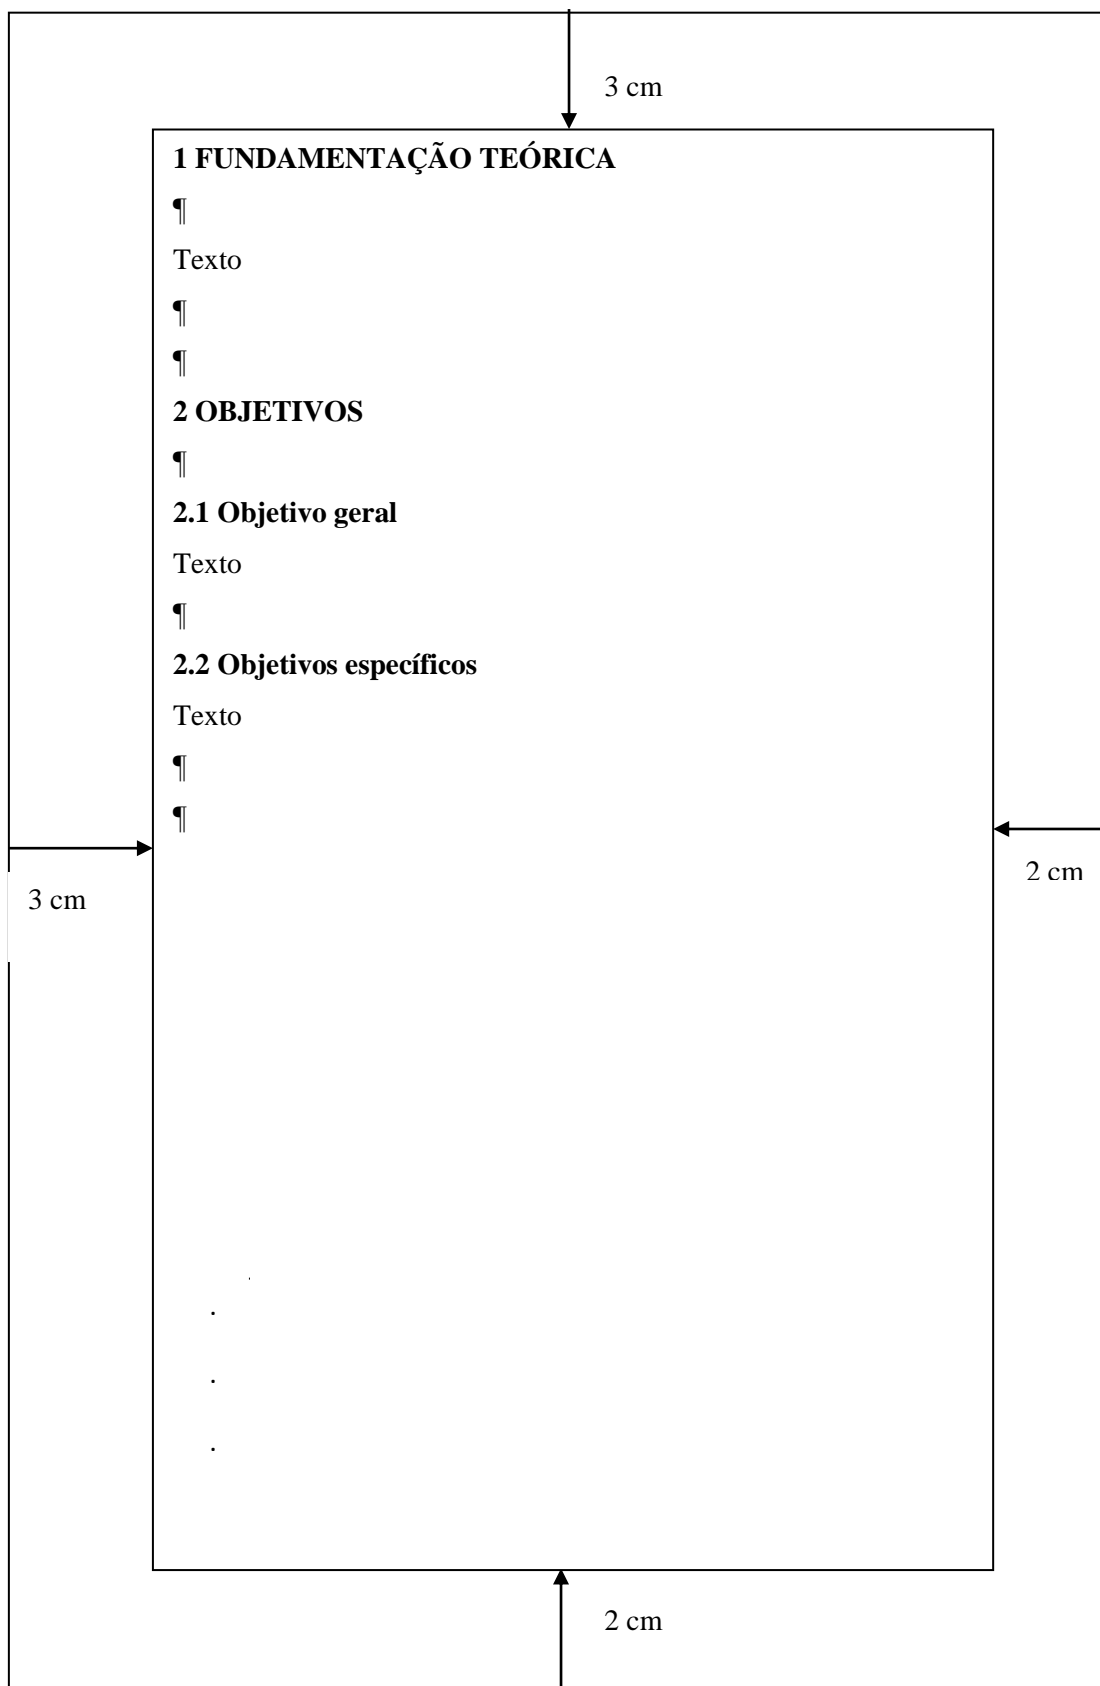 3 cm
1 FUNDAMENTAÇÃO TEÓRICA
¶
Texto
¶
¶
2 OBJETIVOS
¶
2.1 Objetivo geral
Texto
¶
2.2 Objetivos específicos
Texto
¶
¶
2 cm
3 cm
.
.
.
.
2 cm